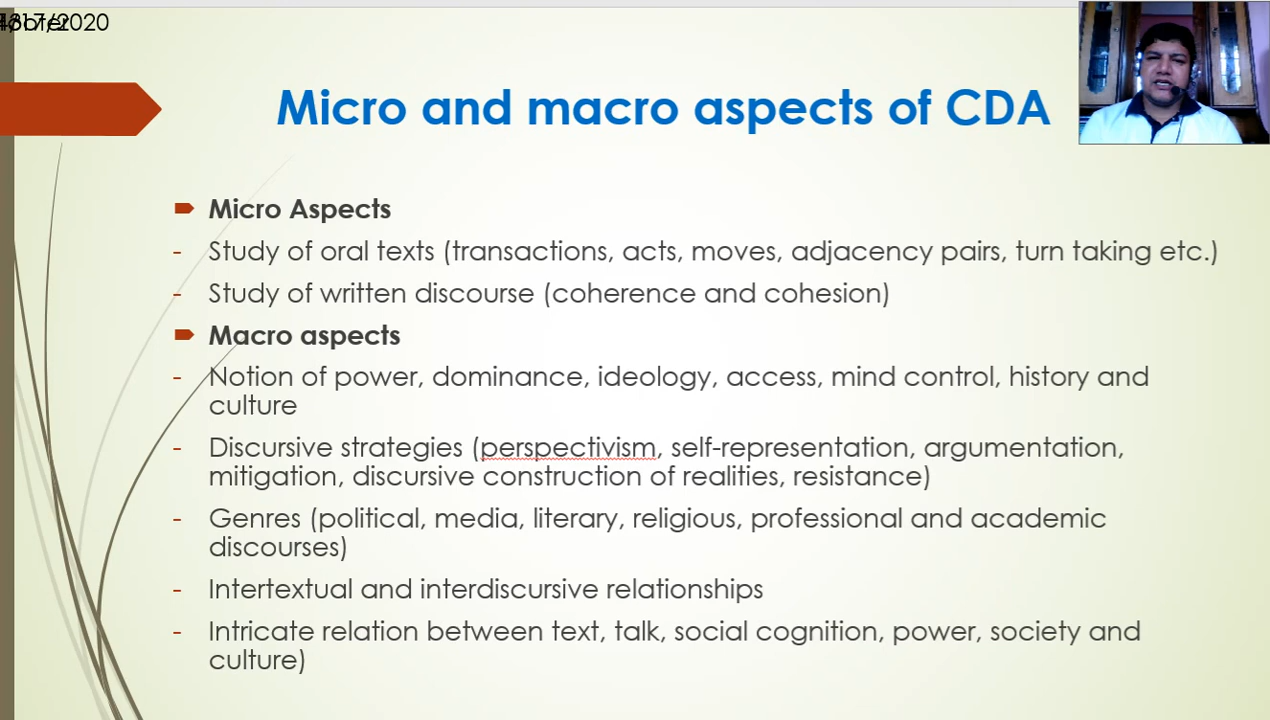 /17/2020
Micro and macro aspects of CDA
Micro Aspects
- Study of oral texts (transactions, acts, moves, adjacency pairs, turn taking etc.)
- Study of written discourse (coherence and cohesion)
Macro aspects
- Notion of power, dominance, ideology, access, mind control, history and
culture
- Discursive strategies (perspectivism, self-representation, argumentation,
mitigation, discursive construction of realities, resistance)
- Genres (political, media, literary, religious, professional and academic
discourses)
- Intertextual and interdiscursive relationships
- Intricate relation between text, talk, social cognition, power, society and
culture)